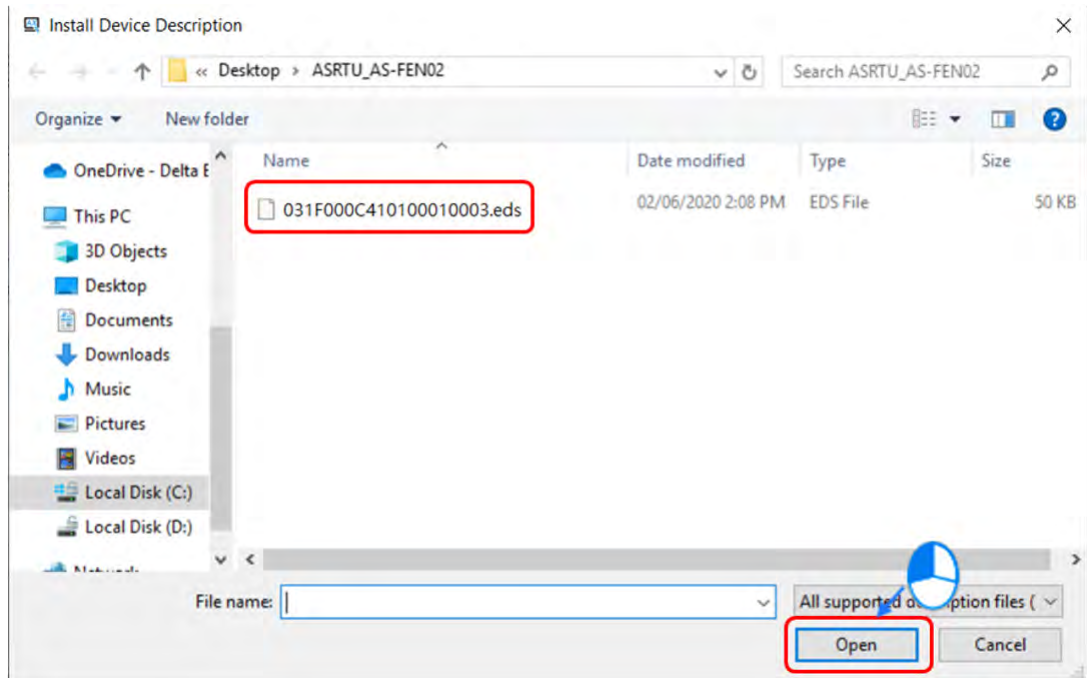 Install Device Description
« Desktop › ASRTU_AS-FEN02
Search ASRTU_AS-FEN02
Organize
New folder
Name
Date modified
Type
Size
031F000C410100010003.eds
02/06/2020 2:08 PM
EDS File
50 KB
OneDrive - Delta E
This PC
3D Objects
Desktop
Documents
Downloads
Music
Pictures
Videos
Local Disk (C:)
Local Disk (D:)
Network
File name:
All supported files (
Open
Cancel